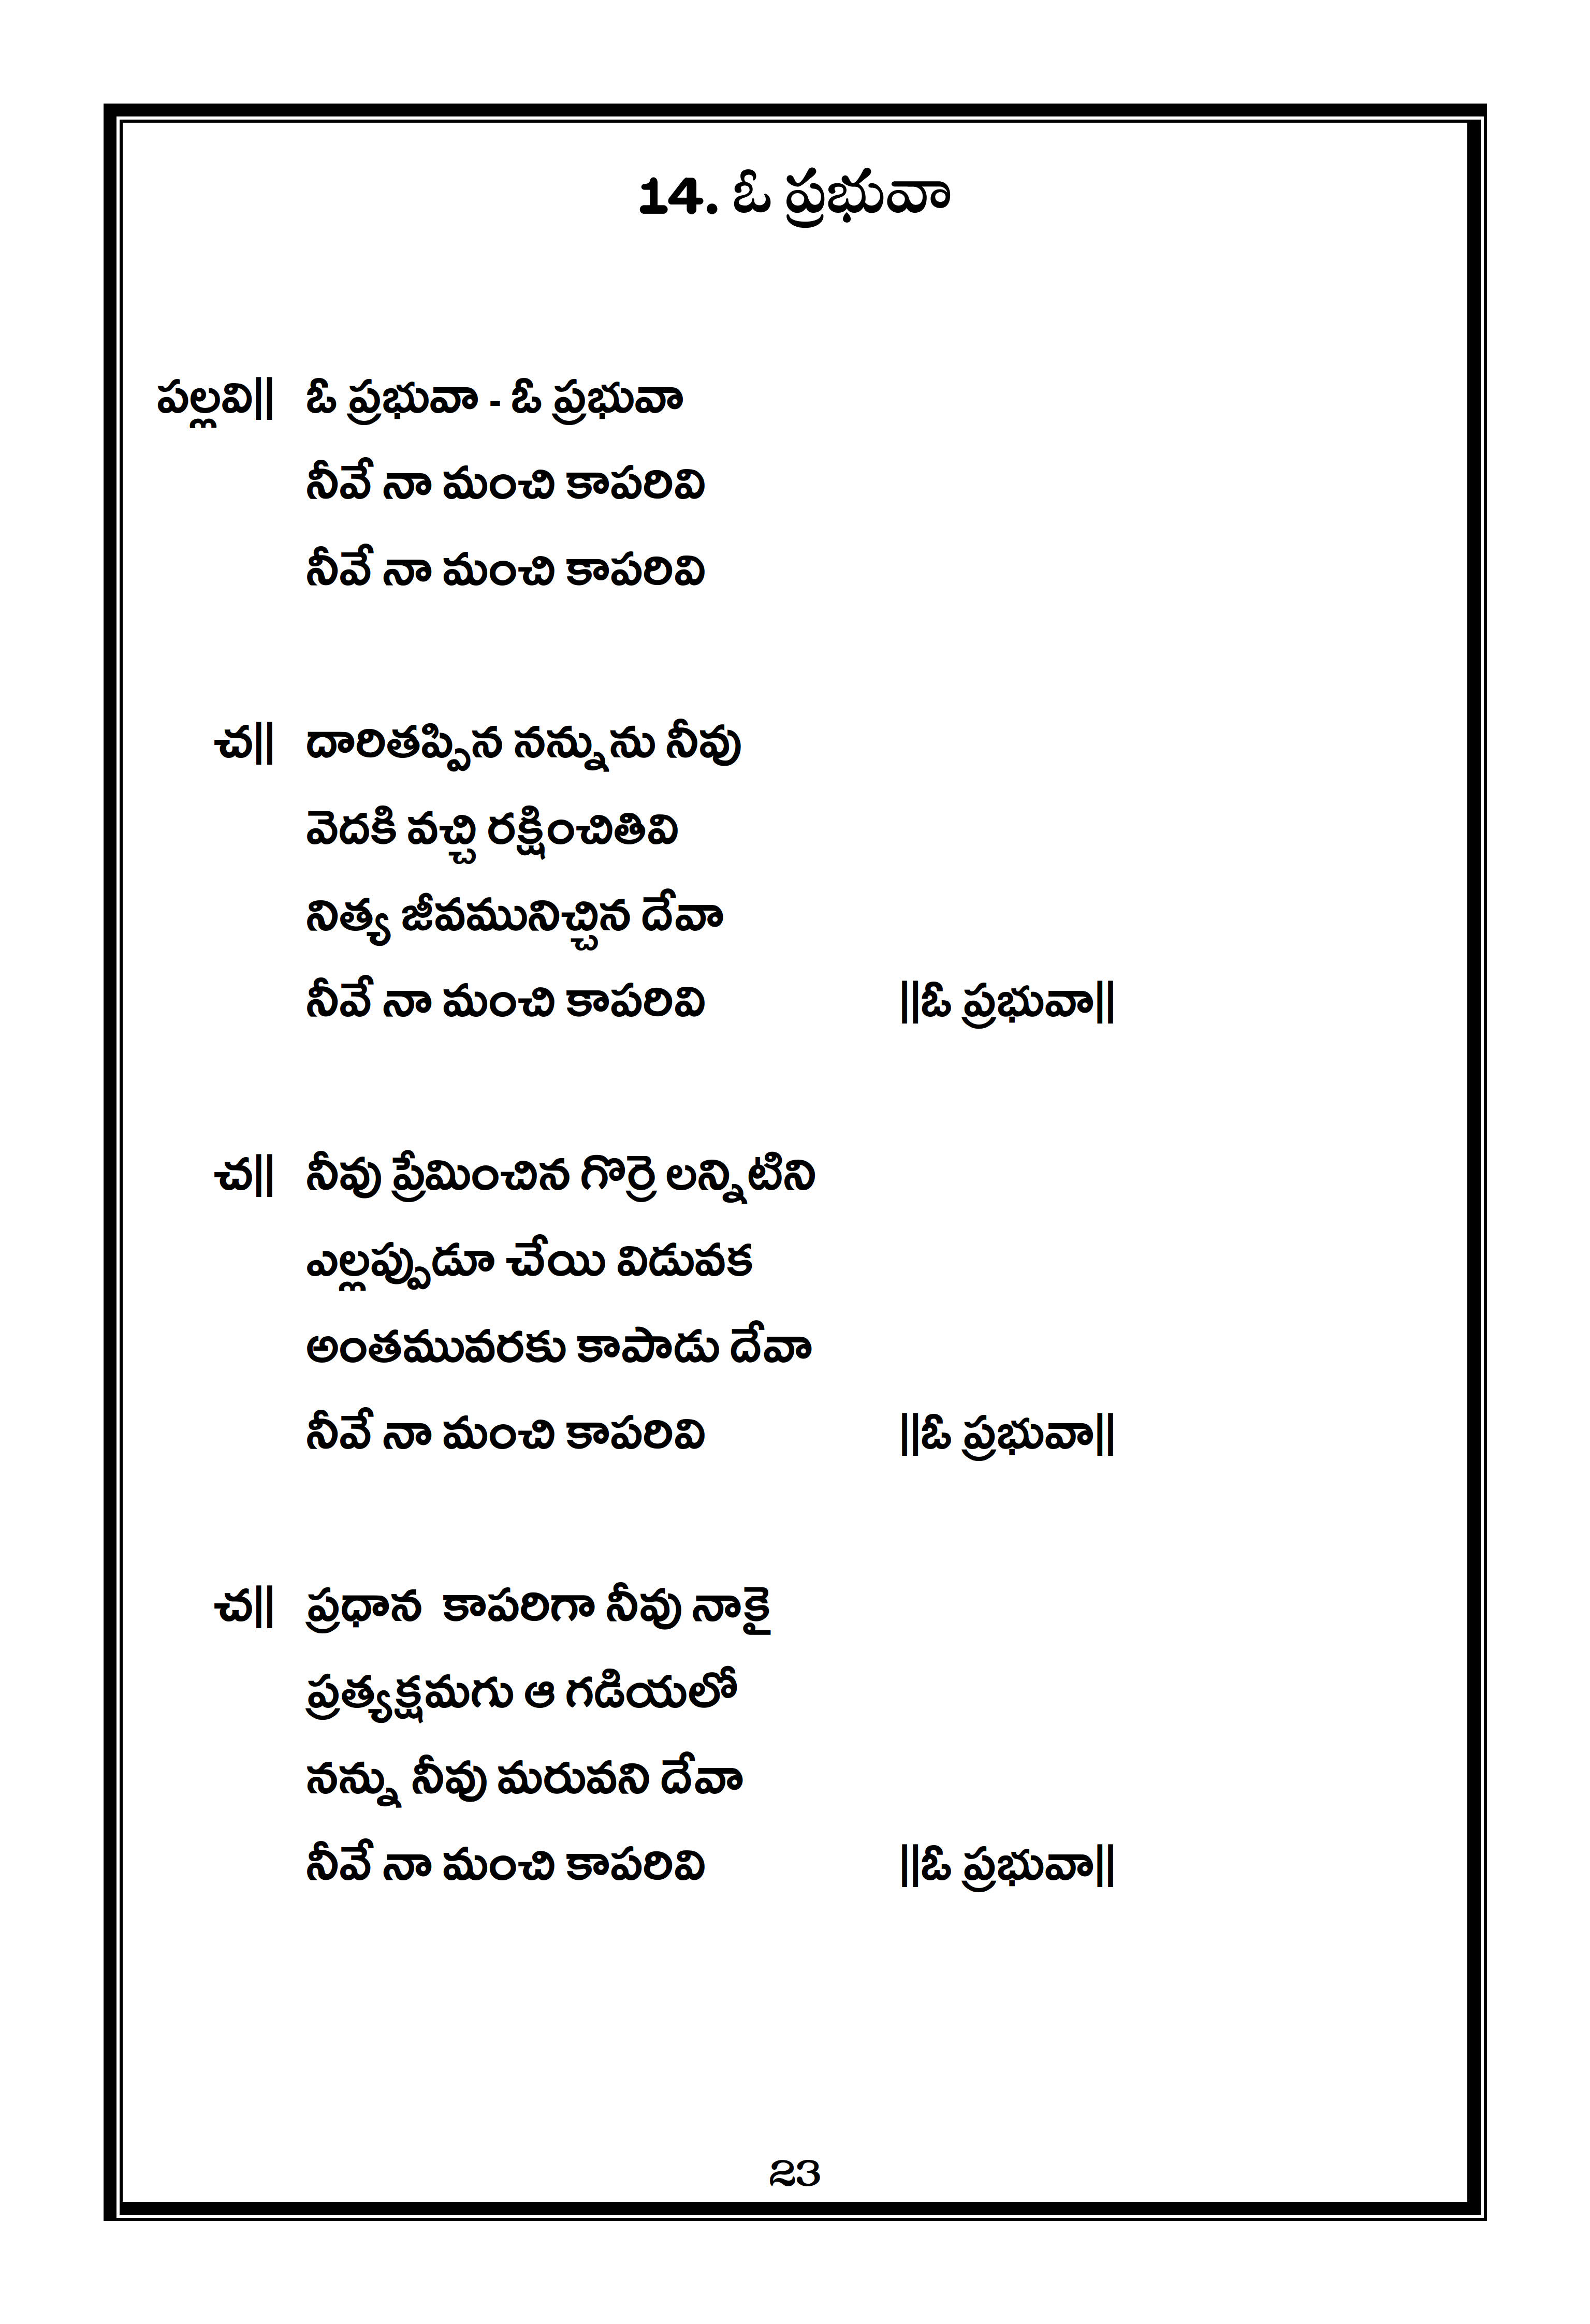 14. ఓ ప్రభువా
పల్లవి॥ ఓ ప్రభువా - ఓ ప్రభువా
నీవే నా మంచి కాపరివి
నీవే నా మంచి కాపరివి
చ॥ దారితప్పిన నన్నును నీవు
వెదకి వచ్చి రక్షించితివి
నిత్య జీవమునిచ్చిన దేవా
నీవే నా మంచి కాపరివి ॥ఓ ప్రభువా॥
చ॥ నీవు ప్రేమించిన గొర్రె లన్నిటిని
ఎల్లప్పుడూ చేయి విడువక
అంతమువరకు కాపాడు దేవా
నీవే నా మంచి కాపరివి ॥ఓ ప్రభువా॥
చ॥ ప్రధాన కాపరిగా నీవు నాకై
ప్రత్యక్షమగు ఆ గడియలో
నన్ను నీవు మరువని దేవా
నీవే నా మంచి కాపరివి ॥ఓ ప్రభువా॥
23